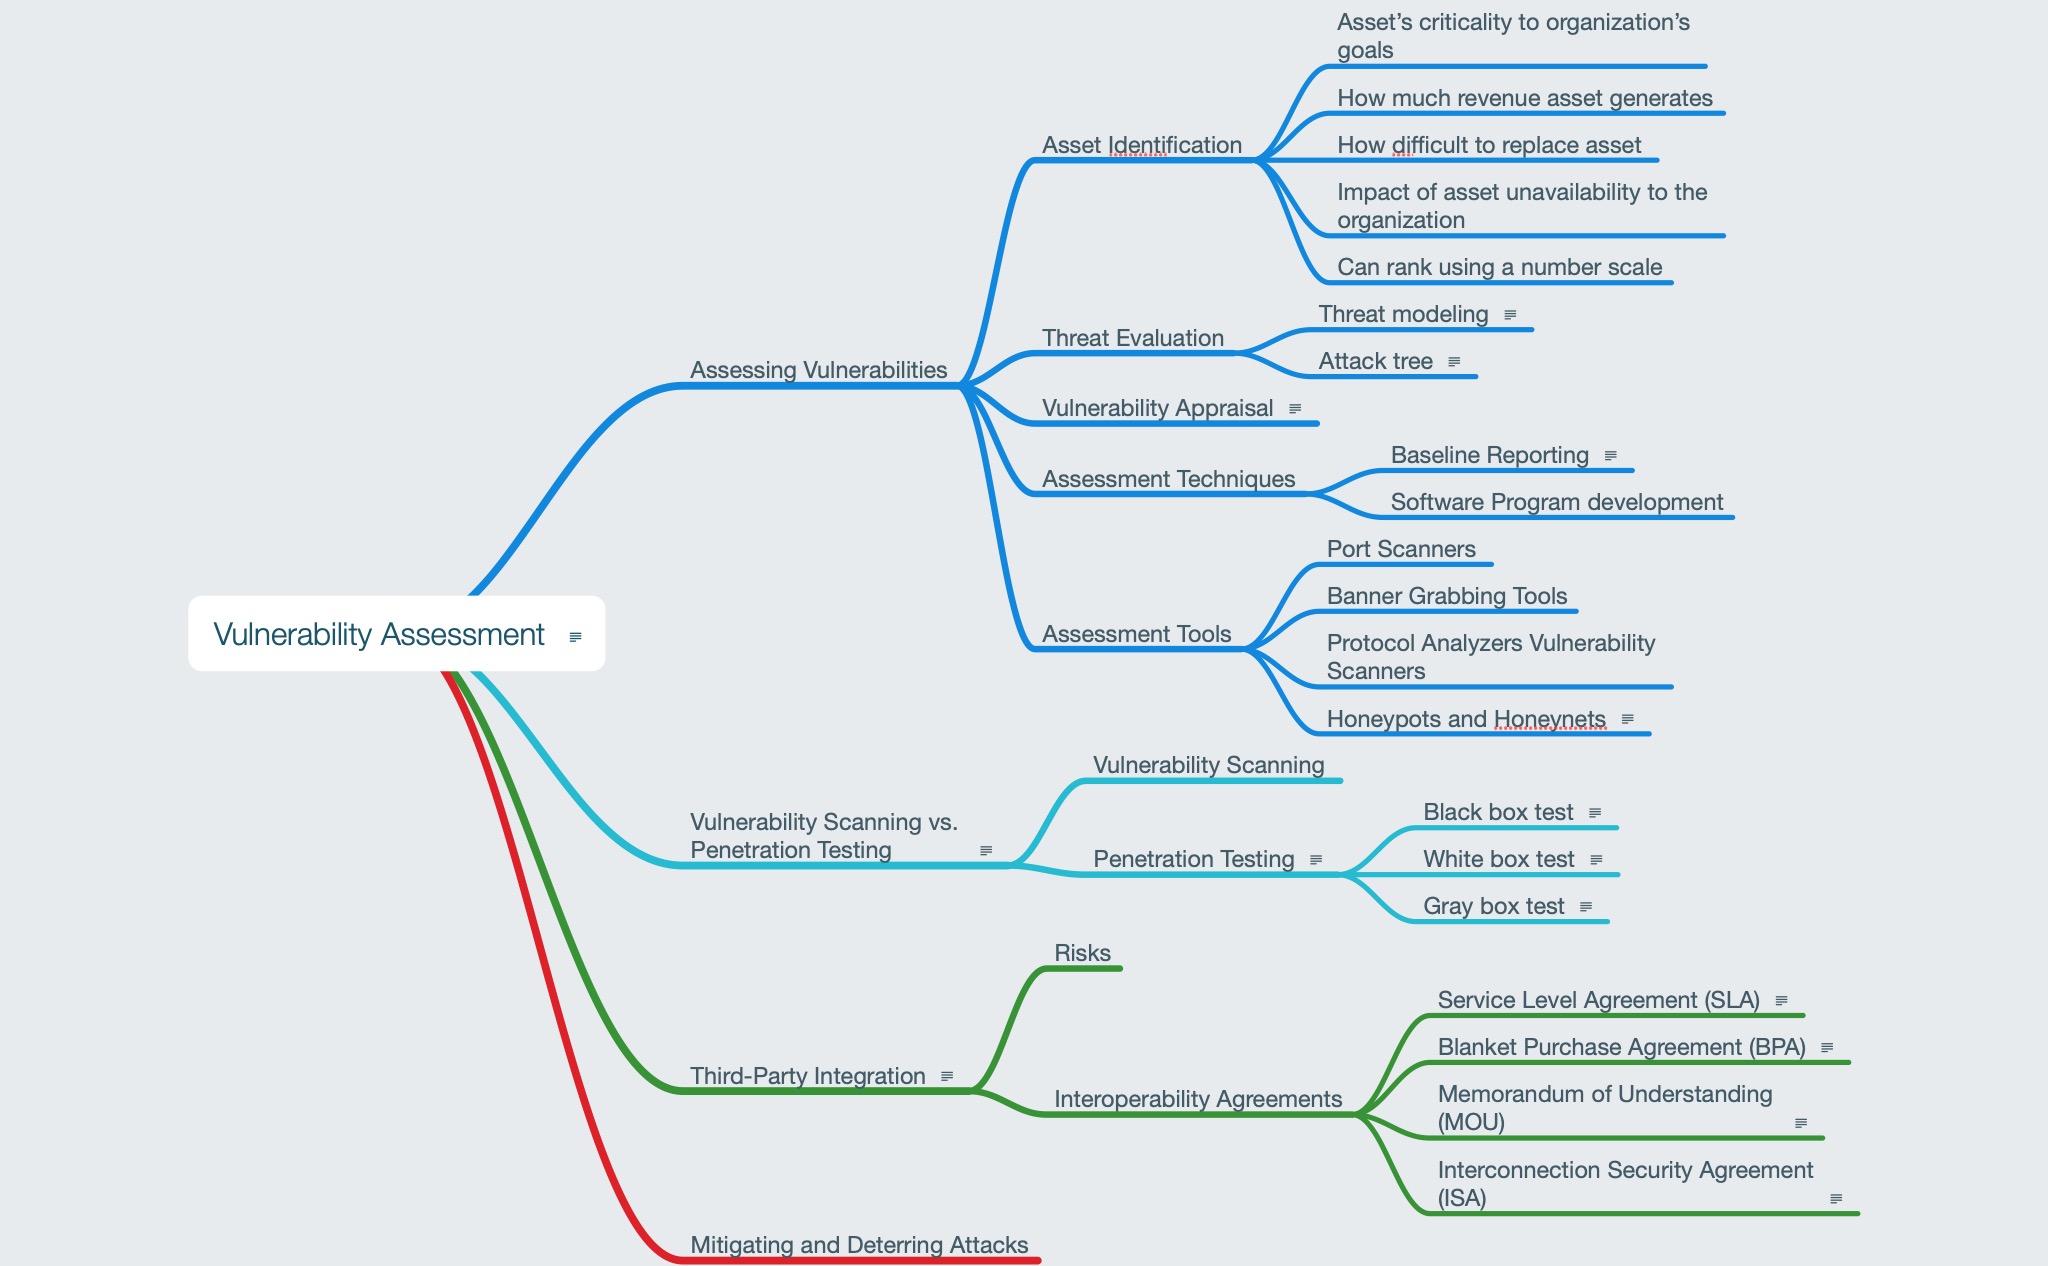 Asset’s criticality to organization’s
goals
How much revenue asset generates
Asset Identification
How difficult to replace asset
Impact of asset unavailability to the
organization
Can rank using a number scale
Threat modeling
Threat Evaluation
Attack tree
Assessing Vulnerabilities
Vulnerability Appraisal
Baseline Reporting
Assessment Techniques
Software Program development
Port Scanners
Banner Grabbing Tools
Assessment Tools
Protocol Analyzers Vulnerability
Scanners
Honeypots and Honeynets
Vulnerability Assessment
Vulnerability Scanning
Vulnerability Scanning vs.
Penetration Testing
Black box test
Penetration Testing
White box test
Gray box test
Risks
Service Level Agreement (SLA)
Blanket Purchase Agreement (BPA)
Third-Party Integration
Interoperability Agreements
Memorandum of Understanding
(MOU)
Interconnection Security Agreement
(ISA)
Mitigating and Deterring Attacks